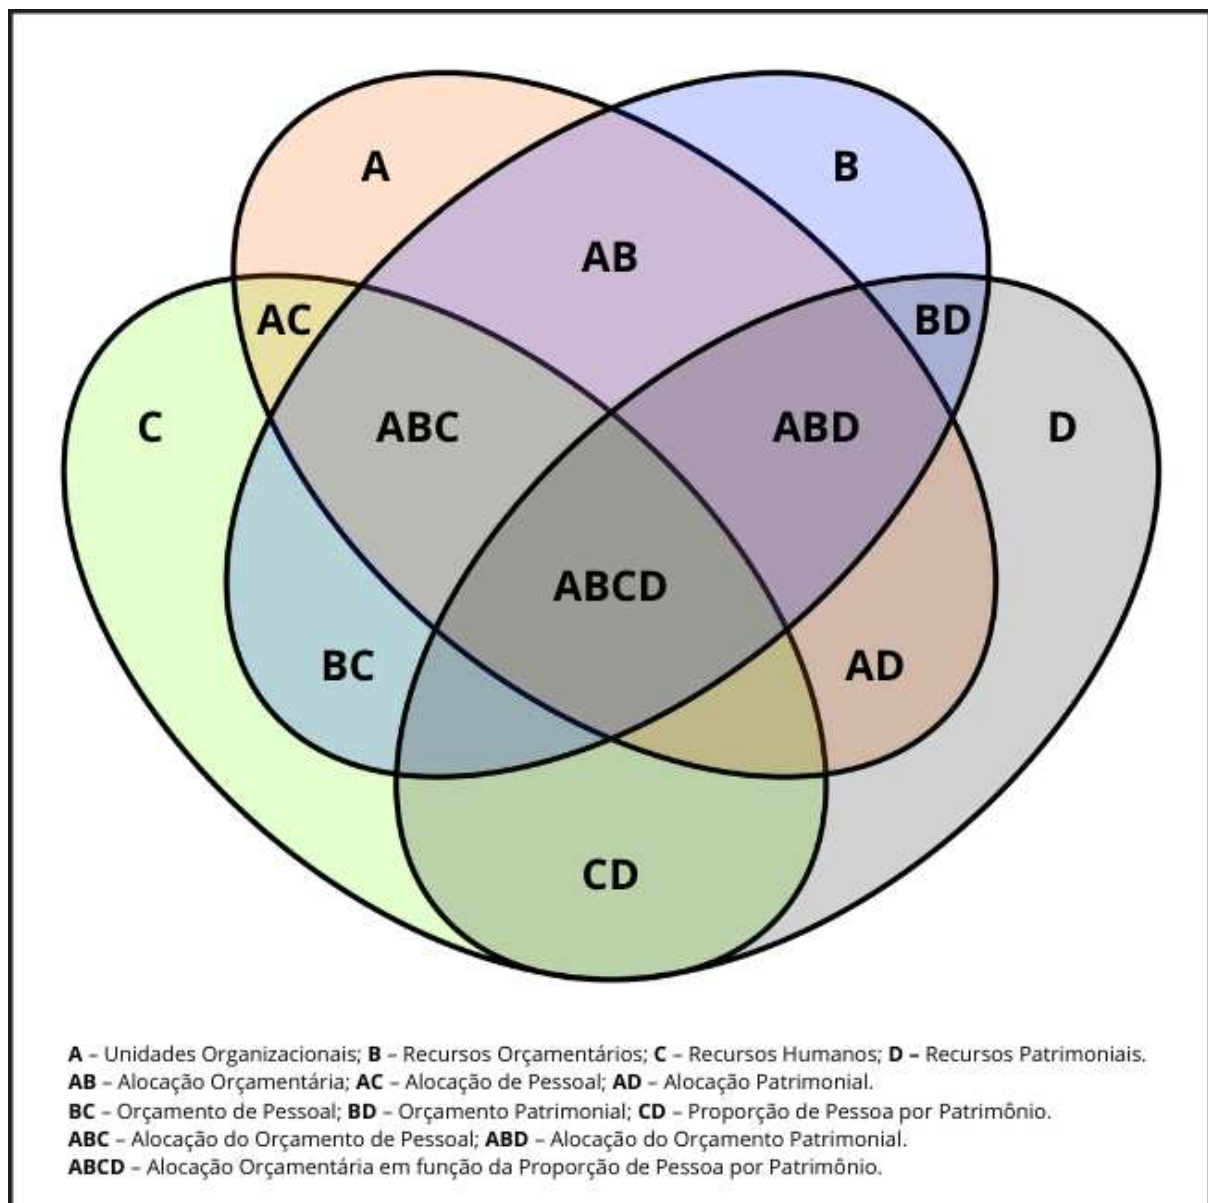 A
B
AB
AC
BD
C
ABC
ABD
D
ABCD
BC
AD
CD
A – Unidades Organizacionais; B – Recursos Orçamentários; C – Recursos Humanos; D – Recursos Patrimoniais.
AB – Alocação Orçamentária; AC – Alocação de Pessoal; AD – Alocação Patrimonial.
BC – Orçamento de Pessoal; BD – Orçamento Patrimonial; CD – Proporção de Pessoa por Patrimônio.
ABC – Alocação do Orçamento de Pessoal; ABD – Alocação do Orçamento Patrimonial.
ABCD – Alocação Orçamentária em função da Proporção de Pessoa por Patrimônio.